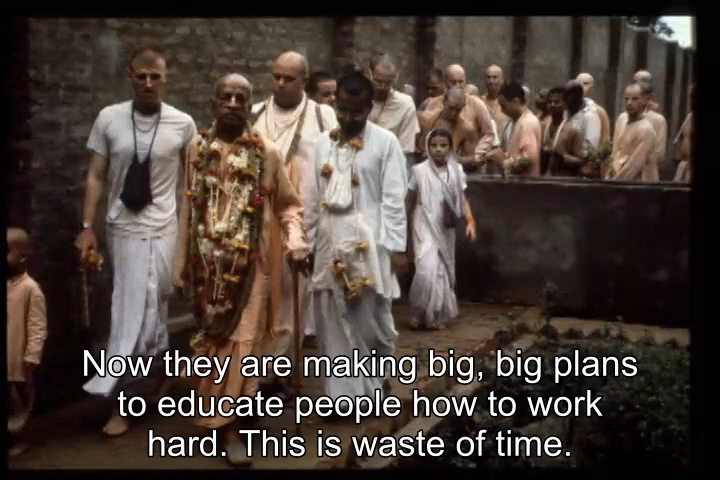 Now they are making big, big plans
to educate people how to work
hard. This is waste of time.